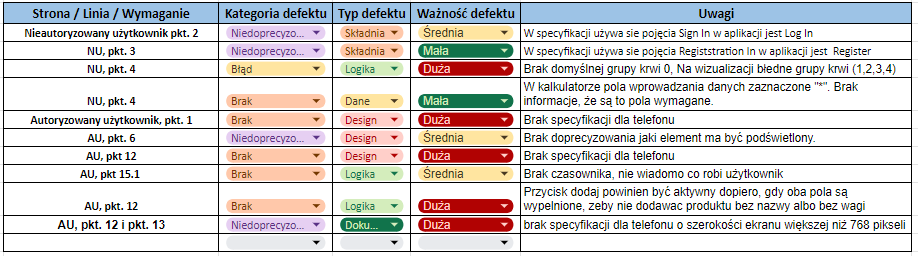 Strona / Linia / Wymaganie Kategoria defektu Typ defektu Ważność defektu Uwagi
Nieautoryzowany użytkownik pkt. 2 Niedoprecyzo... Składnia Średnia W specyfikacji używa sie pojęcia Sign In w aplikacji jest Log In
NU, pkt. 3 Niedoprecyzo... Składnia Mała W specyfikacji używa sie pojęcia Registstration In w aplikacji jest Register
NU, pkt. 4 Błąd Logika Duża Brak domyślnej grupy krwi 0, Na wizualizacji błedne grupy krwi (1,2,3,4)
W kalkulatorze pola wprowadzania danych zaznaczone "*". Brak
NU, pkt. 4 Brak Dane Mała informacje, że są to pola wymagane.
Autoryzowany użytkownik, pkt. 1 Brak Design Duża Brak specyfikacji dla telefonu
AU, pkt. 6 Niedoprecyzo... Design Średnia Brak doprecyzowania jaki element ma być podświetlony.
AU, pkt 12 Brak Design Duża Brak specyfikacji dla telefonu
AU, pkt 15.1 Brak Logika Średnia Brak czasownika, nie wiadomo co robi użytkownik
Przycisk dodaj powinien być aktywny dopiero, gdy oba pola są
AU, pkt. 12 Brak Logika Duża wypelnione, zeby nie dodawac produktu bez nazwy albo bez wagi
AU, pkt. 12 i pkt. 13 Niedoprecyzo... Doku... Duża brak specyfikacji dla telefonu o szerokości ekranu większej niż 768 pikseli